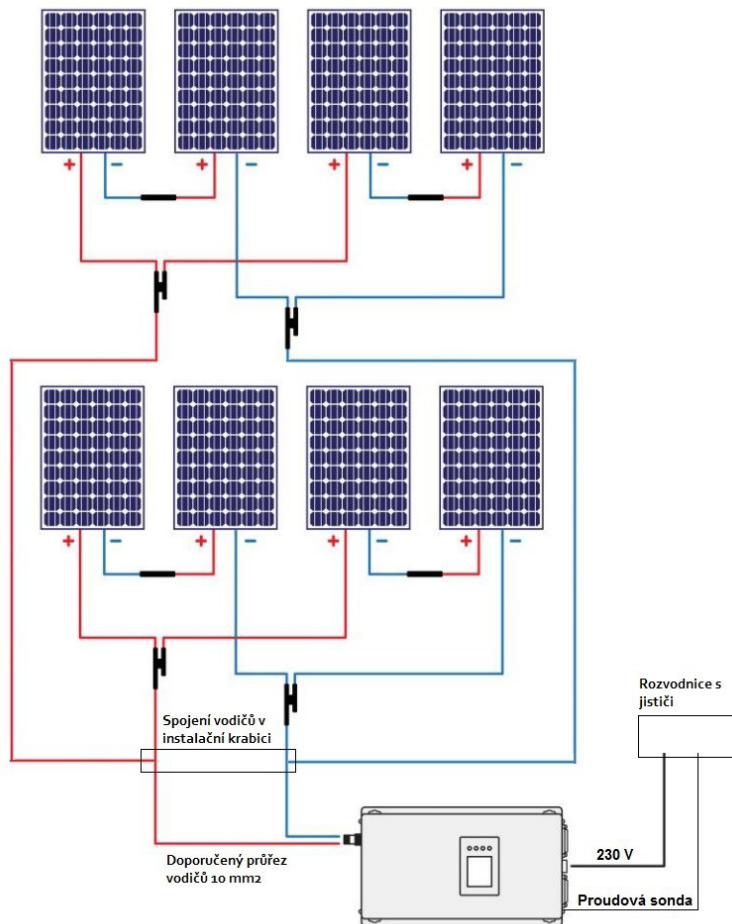 + − + − + − + −
+ − + − + − + −
Rozvodnice s
jističi
Spojení vodičů v
instalační krabici
230 V
Doporučený průřez
vodičů 10 mm2
Proudová sonda